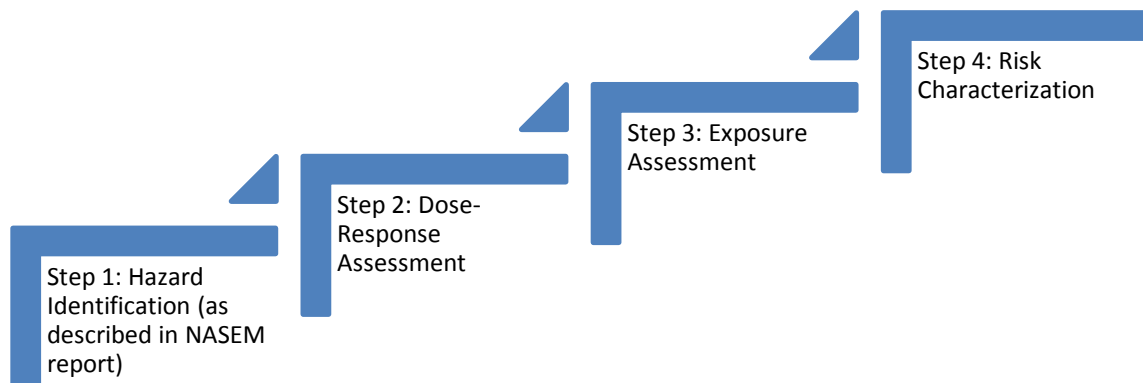 Step 1: Hazard
Identification (as
described in NASEM
report)
Step 2: Dose-
Response
Assessment
Step 3: Exposure
Assessment
Step 4: Risk
Characterization